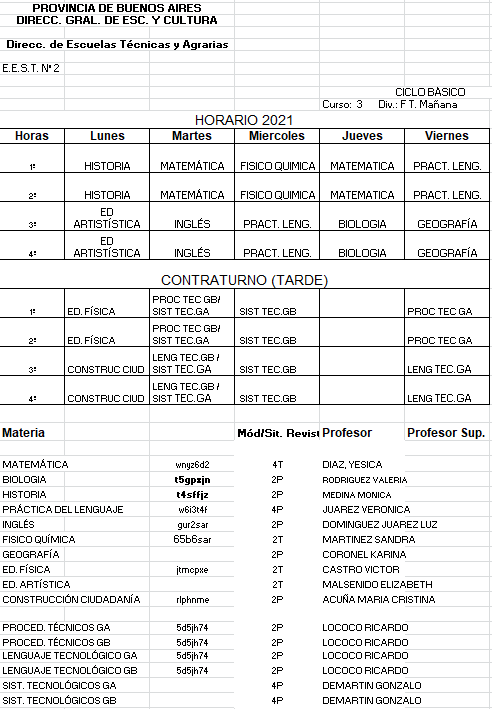 PROVINCIA DE BUENOS AIRES
DIRECC. GRAL. DE ESC. Y CULTURA
Direcc. de Escuelas Técnicas y Agrarias
E.E.S.T. Nº 2
CICLO BÁSICO
Curso: 3 Div.: F T. Mañana
HORARIO 2021
Horas Lunes Martes Miercoles Jueves Viernes
1º HISTORIA MATEMÁTICA FISICO QUIMICA MATEMATICA PRACT. LENG.
2º HISTORIA MATEMÁTICA FISICO QUIMICA MATEMATICA PRACT. LENG.
3º ED ARTISTÍSTICA INGLÉS PRACT. LENG. BIOLOGIA GEOGRAFÍA
4º ED ARTISTÍSTICA INGLÉS PRACT. LENG. BIOLOGIA GEOGRAFÍA
CONTRATURNO (TARDE)
1º ED. FÍSICA PROC TEC GB/ SIST TEC.GA SIST TEC.GB PROC TEC GA
2º ED. FÍSICA PROC TEC GB/ SIST TEC.GA SIST TEC.GB PROC TEC GA
3º CONSTRUC CIUD LENG TEC.GB / SIST TEC.GA SIST TEC.GB LENG TEC.GA
4º CONSTRUC CIUD LENG TEC.GB / SIST TEC.GA SIST TEC.GB LENG TEC.GA
Materia Mód/Sit. Revist Profesor Profesor Sup.
MATEMÁTICA wnyz6d2 4T DIAZ, YESICA
BIOLOGIA t5gpxjn 2P RODRIGUEZ VALERIA
HISTORIA t4sffjz 2P MEDINA MONICA
PRÁCTICA DEL LENGUAJE w6i3t4f 4P JUAREZ VERONICA
INGLÉS gur2sar 2P DOMINGUEZ JUAREZ LUZ
FISICO QUÍMICA 65b6sar 2T MARTINEZ SANDRA
GEOGRAFÍA 2P CORONEL KARINA
ED. FÍSICA jtmcpxe 2T CASTRO VICTOR
ED. ARTÍSTICA 2T MALSENIDO ELIZABETH
CONSTRUCCIÓN CIUDADANÍA rlphnme 2P ACUÑA MARIA CRISTINA
PROCED. TÉCNICOS GA 5d5jh74 2P LOCOCO RICARDO
PROCED. TÉCNICOS GB 5d5jh74 2P LOCOCO RICARDO
LENGUAJE TECNOLÓGICO GA 5d5jh74 2P LOCOCO RICARDO
LENGUAJE TECNOLÓGICO GB 5d5jh74 2P LOCOCO RICARDO
SIST. TECNOLÓGICOS GA 4P DEMARTIN GONZALO
SIST. TECNOLÓGICOS GB 4P DEMARTIN GONZALO